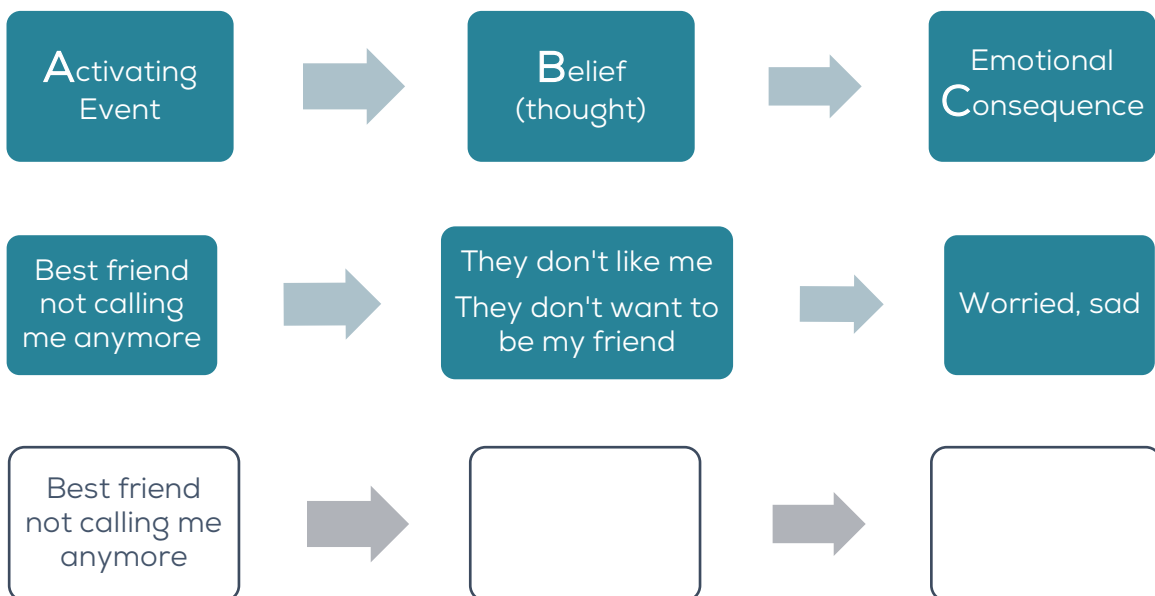 Activating
Event
Belief
(thought)
Emotional
Consequence
Best friend
not calling
me anymore
They don't like me
They don't want to
be my friend
Worried, sad
Best friend
not calling me
anymore